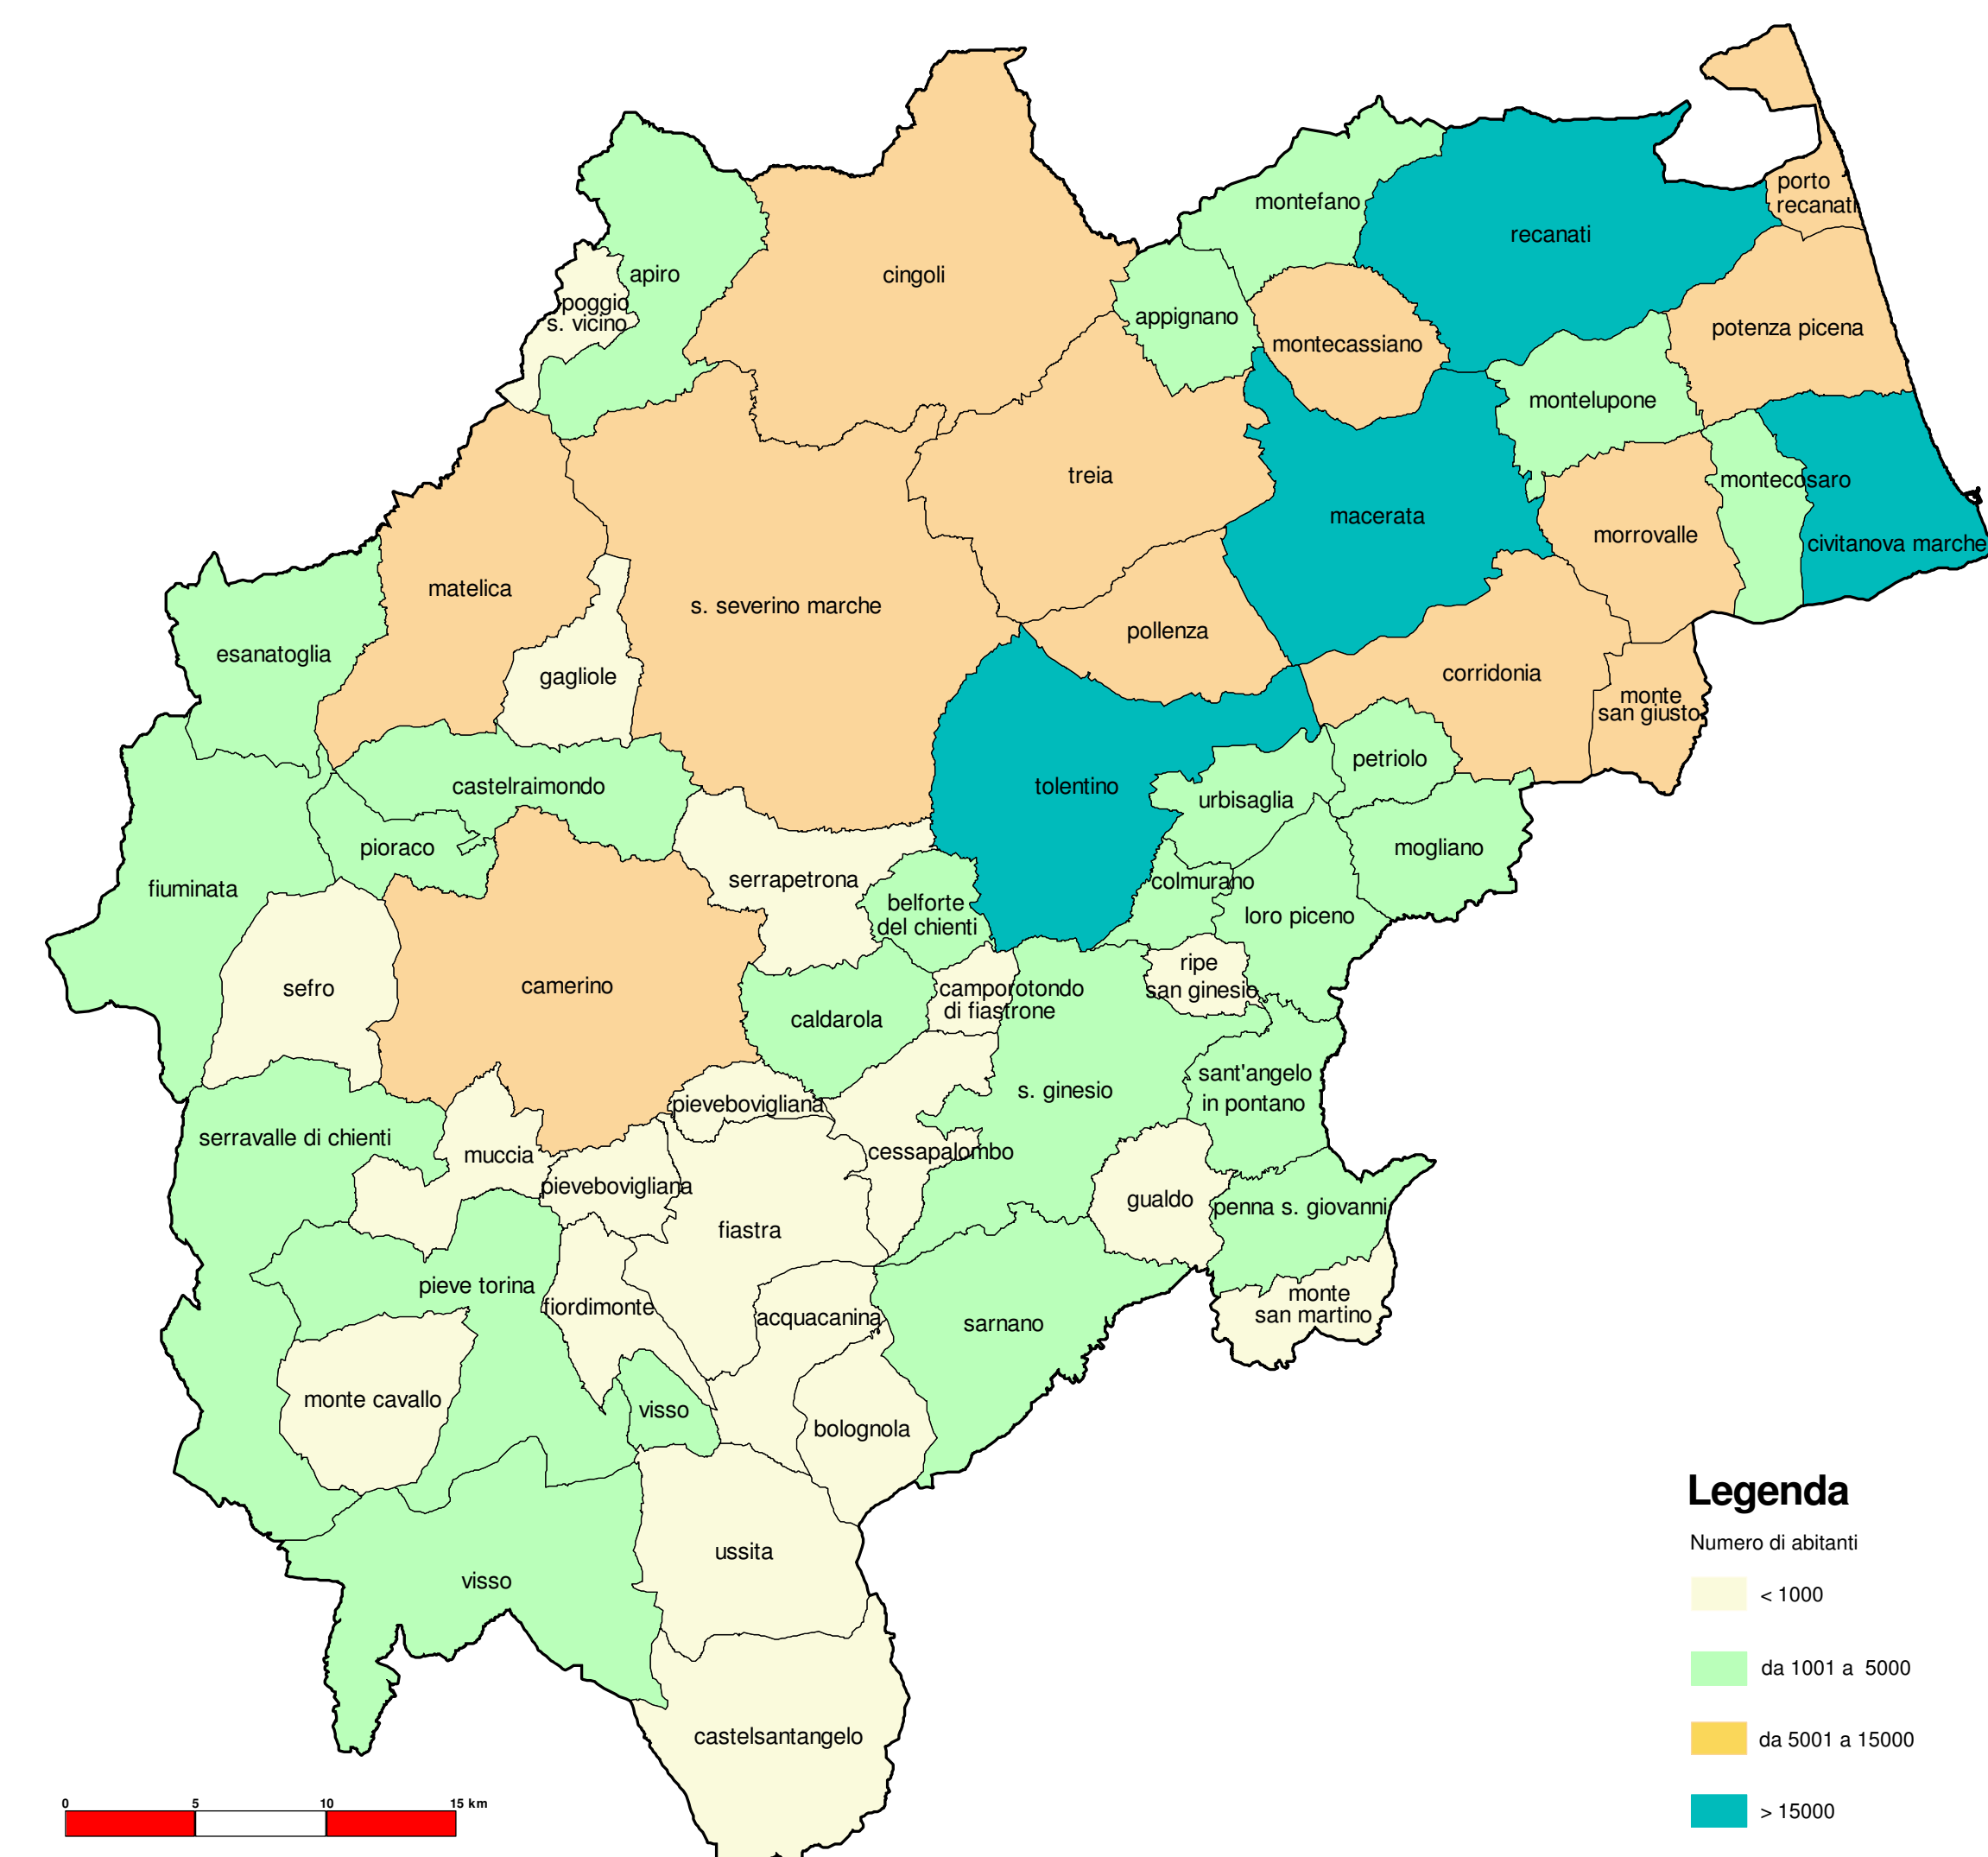 porto
recanati
montefano
recanati
apiro
cingoli
poggio
s. vicino
appignano
montecassiano
potenza picena
montelupone
treia
montecosaro
macerata
morrovalle
civitanova marche
matelica
s. severino marche
pollenza
esanatoglia
gagliole
corridonia
monte
san giusto
petriolo
castelraimondo
tolentino
urbisaglia
pioraco
mogliano
fiuminata
serrapetrona
colmurano
belforte
del chienti
loro piceno
ripe
san ginesio
sefro
camerino
camporotondo
di fiastrone
caldarola
sant'angelo
in pontano
s. ginesio
pievebovigliana
serravalle di chienti
muccia
cessapalombo
pievebovigliana
gualdo
penna s. giovanni
fiastra
pieve torina
monte
san martino
fiordimonte
acquacanina
sarnano
monte cavallo
visso
bolognola
ussita
visso
castelsantangelo
Legenda
Numero di abitanti
< 1000
da 1001 a  5000
da 5001 a 15000
> 15000
0 5 10 15 km